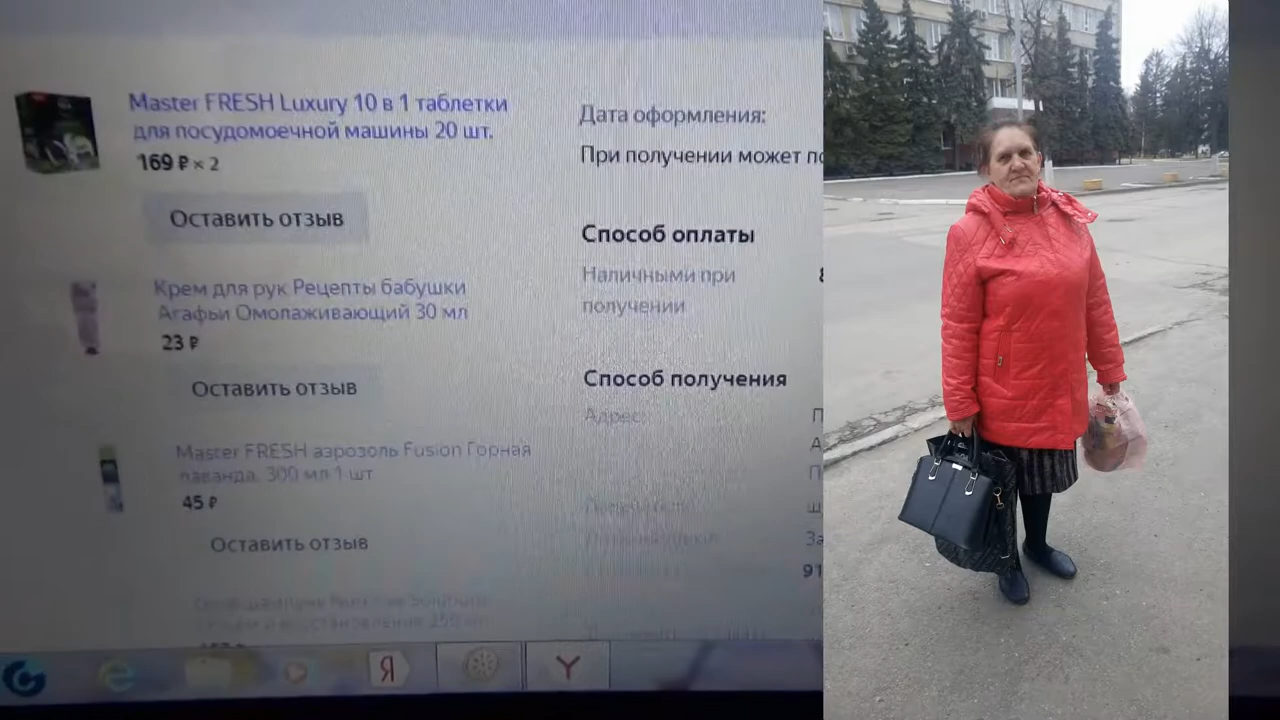 Master FRESH Luxury 10 в 1 таблетки
для посудомоечной машины 20 шт.
169 ₽ × 2
Оставить отзыв
Крем для рук Рецепты бабушки
Агафьи Омолаживающий 30 мл
23 ₽
Оставить отзыв
Master FRESH аэрозоль Fusion Горная
лаванда, 300 мл 1 шт
45 ₽
Оставить отзыв
Дата оформления:
При получении может
Способ оплаты
Наличными при
получении
Способ получения
Адрес:
91
Я
Y